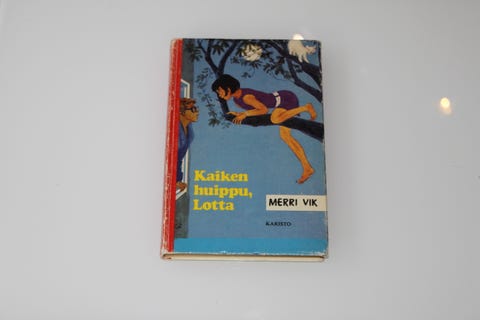 Kaiken
huippu,
Lotta
MERRI VIK
KARISTO